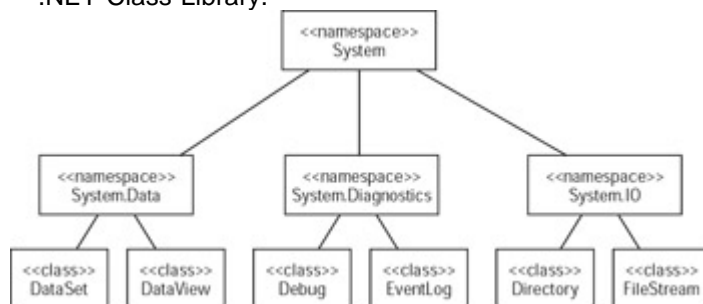 .NET Class Library.
<<namespace>>
System
<<namespace>>
System.Data
<<namespace>>
System.Diagnostics
<<namespace>>
System.IO
<<class>>
DataSet
<<class>>
DataView
<<class>>
Debug
<<class>>
EventLog
<<class>>
Directory
<<class>>
FileStream